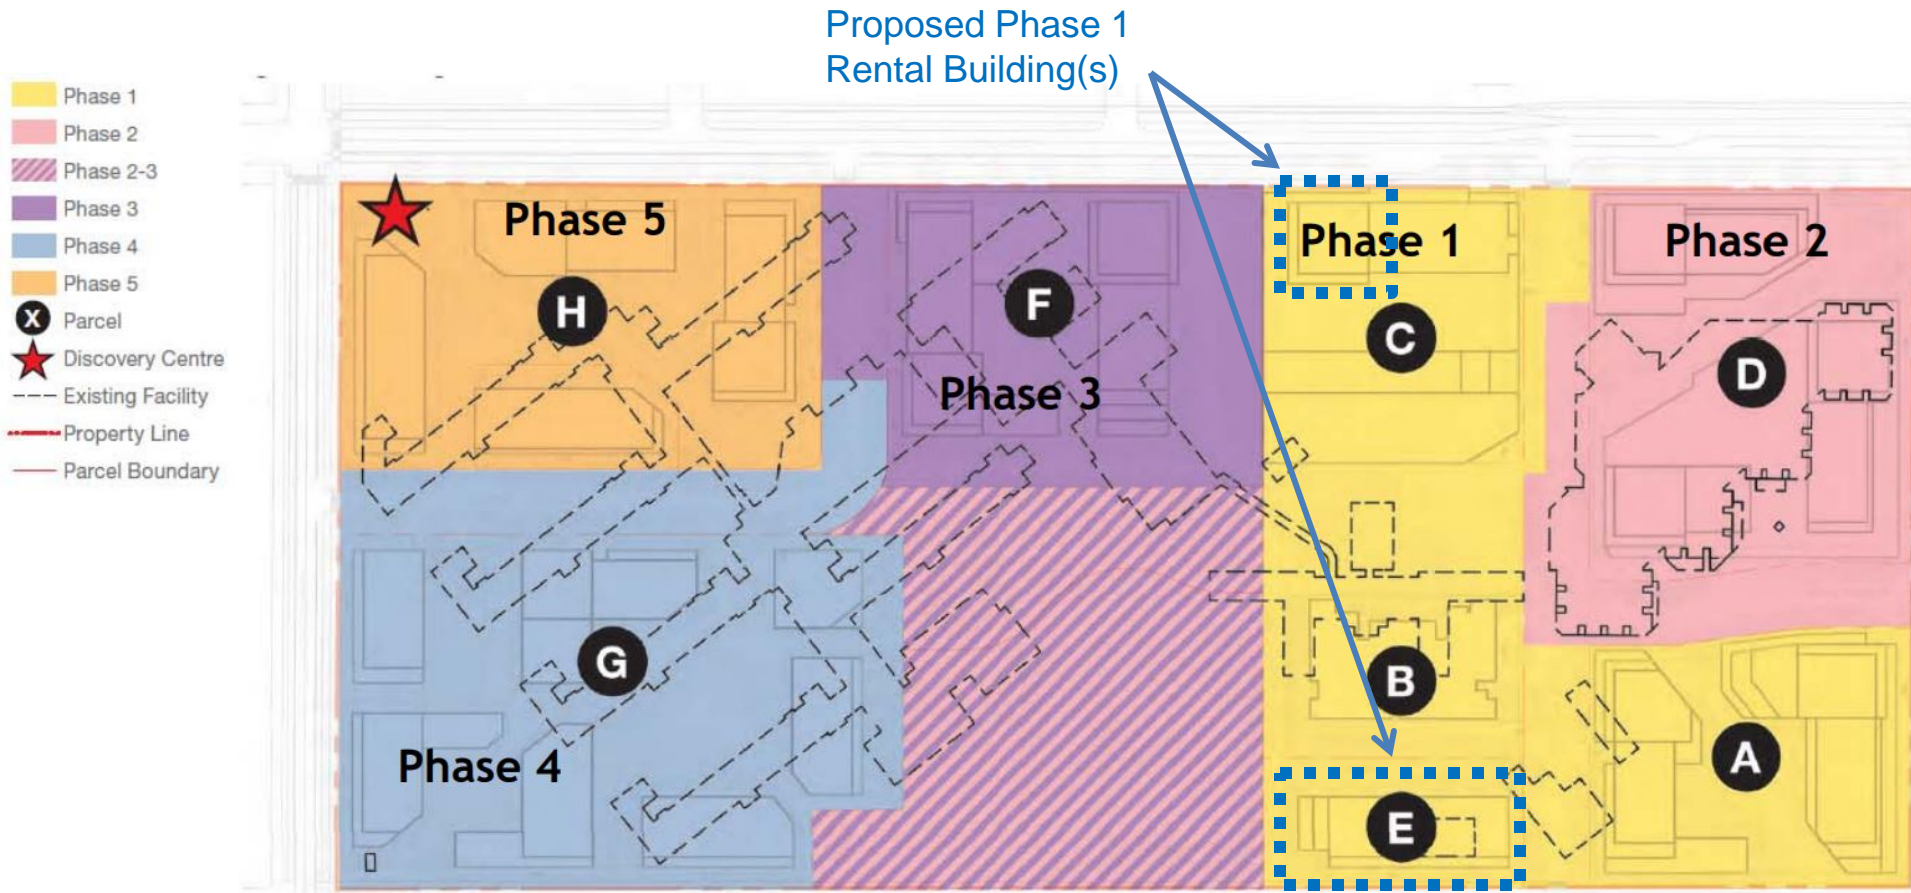 Proposed Phase 1
Rental Building(s)
Phase 1
Phase 2
Phase 2-3
Phase 3
Phase 4
Phase 5
X Parcel
Discovery Centre
Existing Facility
Property Line
Parcel Boundary
Phase 5
Phase 1
Phase 2
H
F
C
D
Phase 3
G
B
Phase 4
A
E